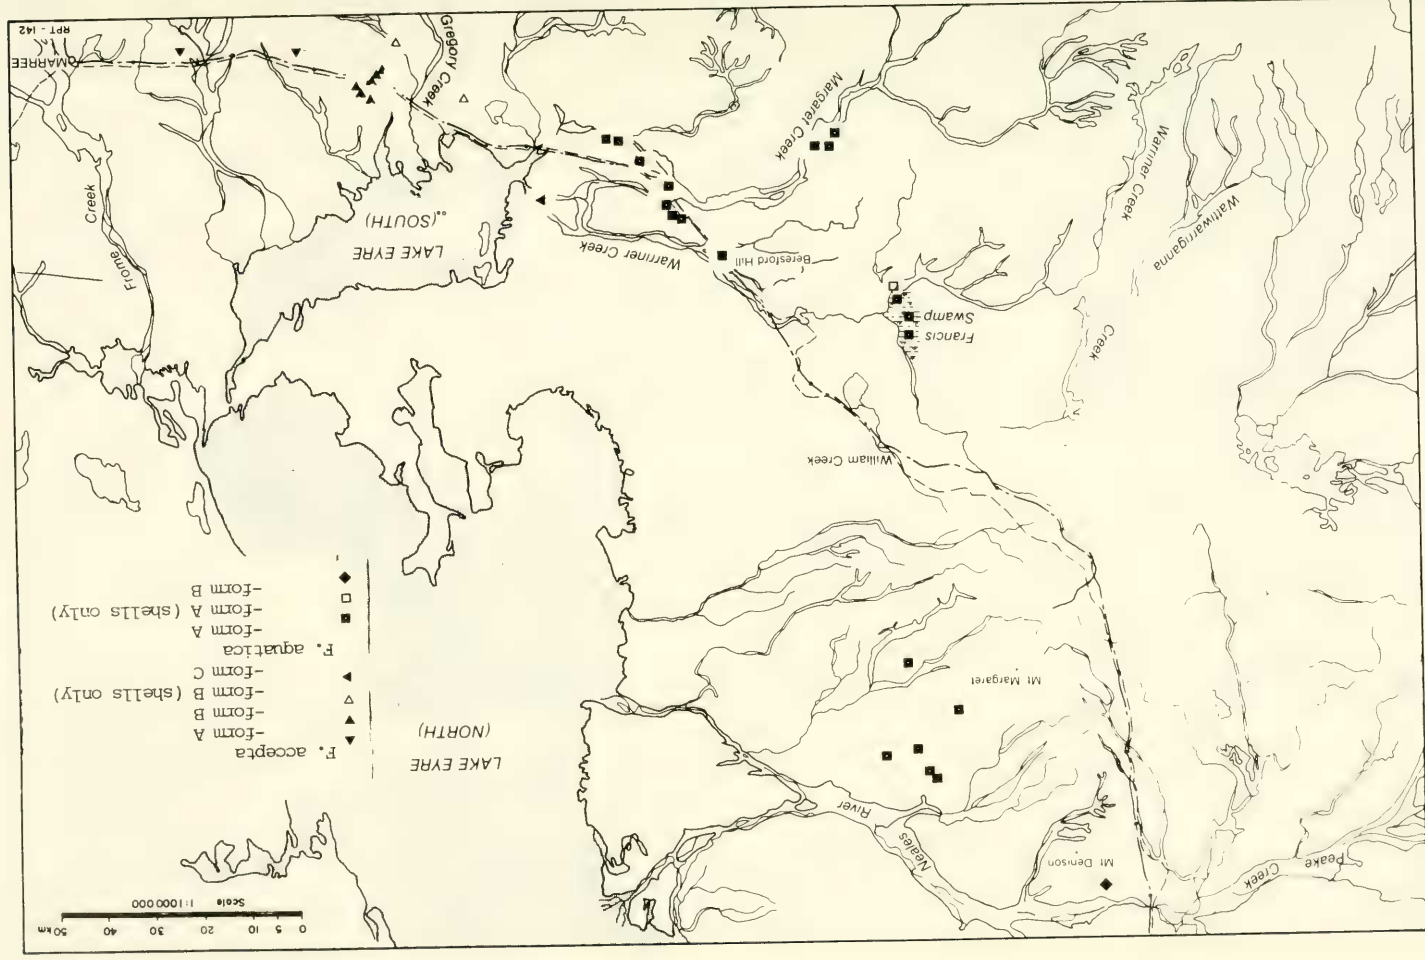 0 5 10 20 30 40 50 km
Scale 1:1 000 000
Peake
Creek
Mt Denison
Neales
River
LAKE EYRE
(NORTH)
F. accepta
-form A
-form B
-form B (shells only)
-form C
F. aquatica
-form A
-form A (shells only)
-form B
Mt Margaret
William Creek
Francis
Swamp
Creek
Beresford Hill
Warriner Creek
LAKE EYRE
(SOUTH)
Frome
Creek
Wattiwarriganna
Warriner Creek
Margaret Creek
Gregory Creek
MARREE
RPT - 142